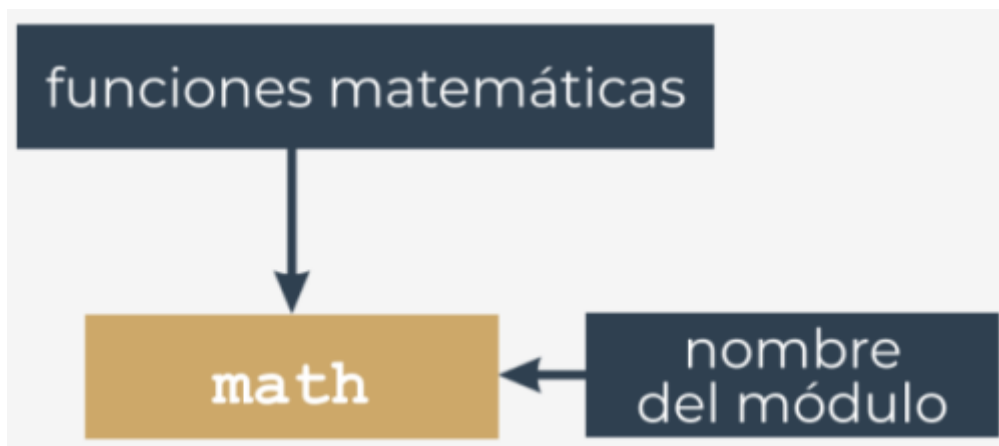 funciones matemáticas
math
nombre
del módulo